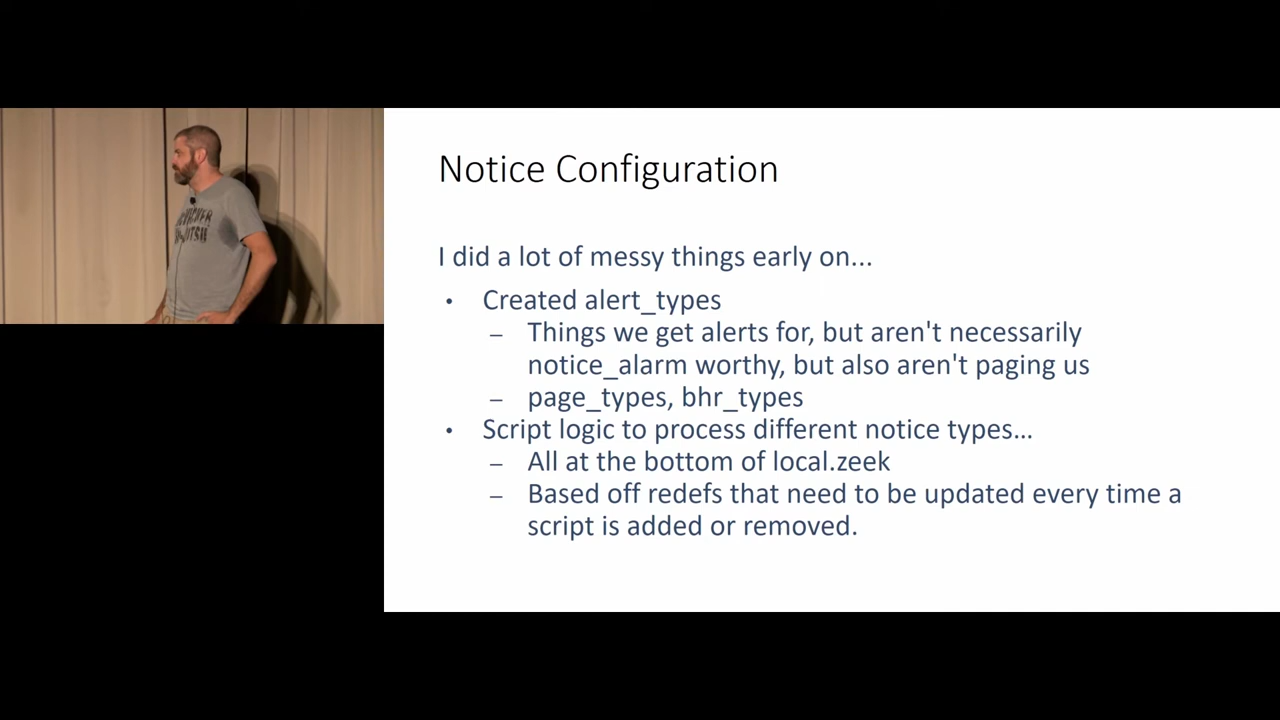 Notice Configuration
I did a lot of messy things early on...
• Created alert_types
– Things we get alerts for, but aren't necessarily
notice_alarm worthy, but also aren't paging us
– page_types, bhr_types
• Script logic to process different notice types...
– All at the bottom of local.zeek
– Based off redefs that need to be updated every time a
script is added or removed.